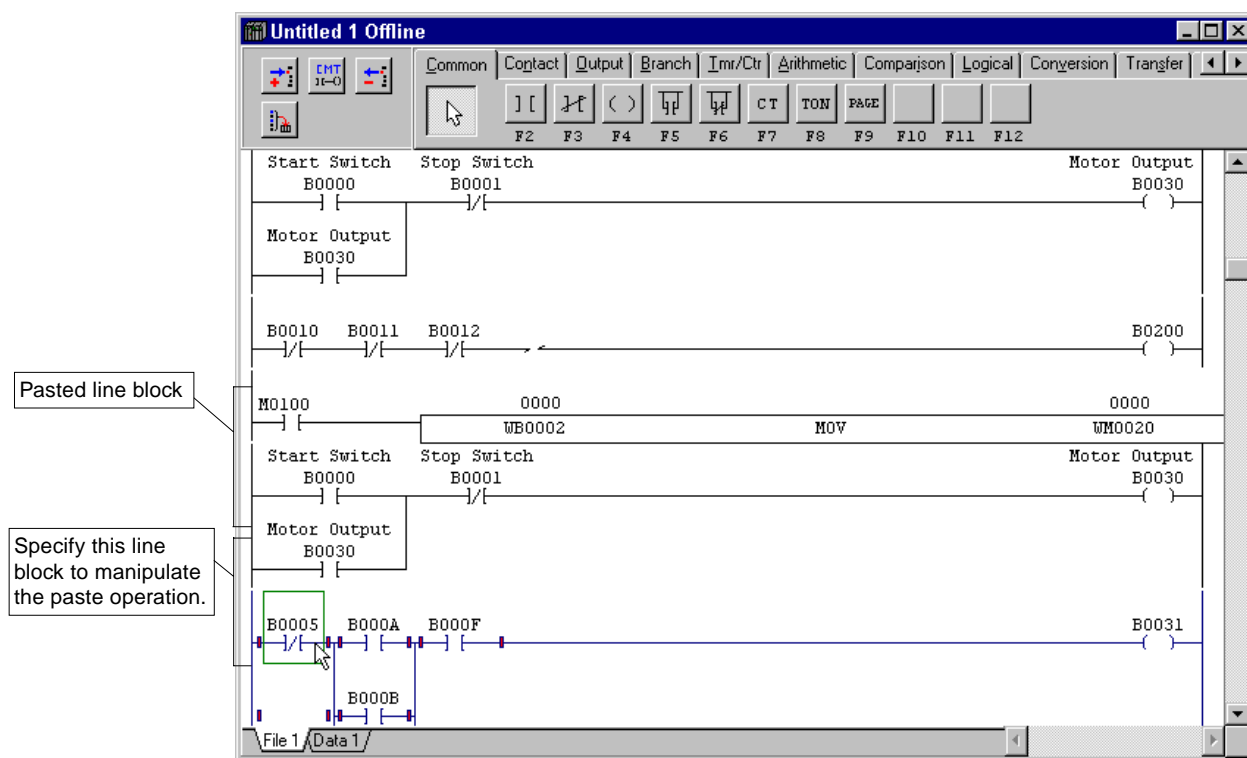 Untitled 1 Offline
CMT
Common Contact Output Branch Tmr/Ctr Arithmetic Comparison Logical Conversion Transfer
CT TON PAGE
F2 F3 F4 F5 F6 F7 F8 F9 F10 F11 F12
Start Switch Stop Switch Motor Output
B0000 B0001 B0030
Motor Output
B0030
B0010 B0011 B0012 B0200
Pasted line block
M0100 0000 0000
WB0002 MOV WM0020
Start Switch Stop Switch Motor Output
B0000 B0001 B0030
Motor Output
B0030
Specify this line
block to manipulate
the paste operation.
B0005 B000A B000F B0031
B000B
File 1 Data 1